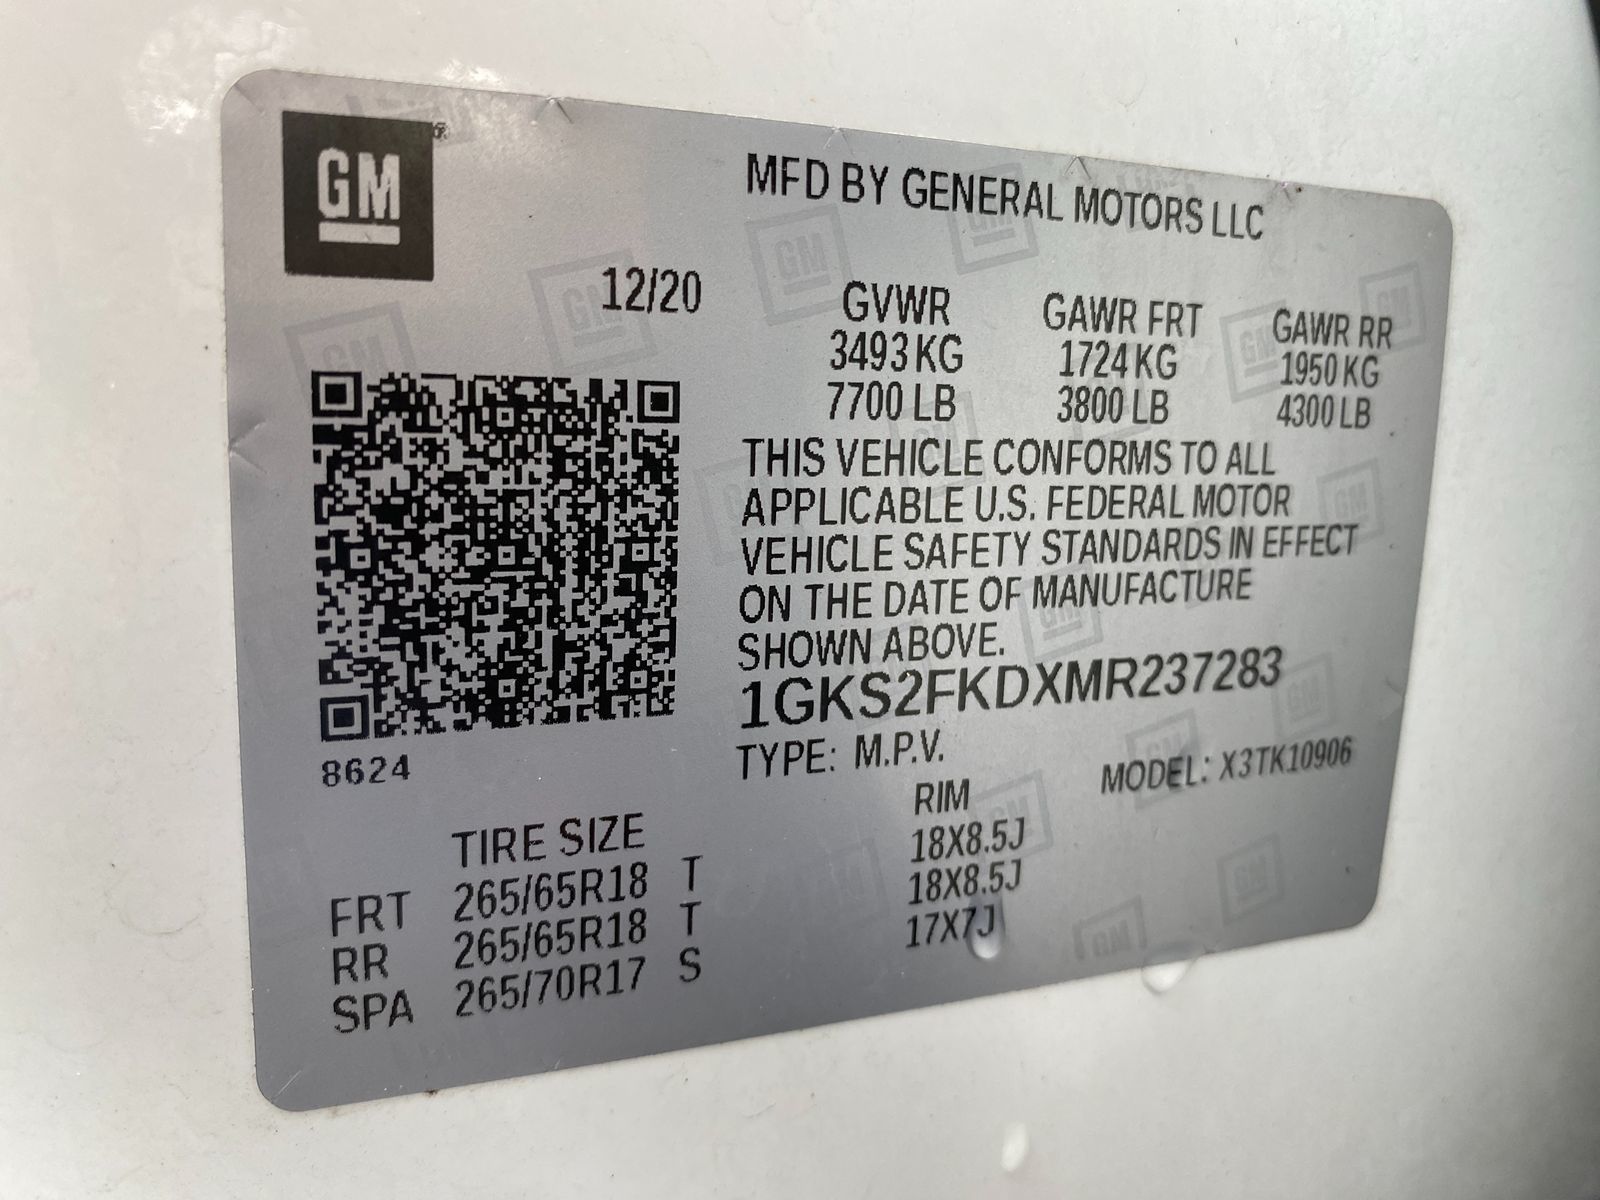 GM
MFD BY GENERAL MOTORS LLC
12/20
GVWR GAWR FRT GAWR RR
3493 KG 1724 KG 1950 KG
7700 LB 3800 LB 4300 LB
THIS VEHICLE CONFORMS TO ALL
APPLICABLE U.S. FEDERAL MOTOR
VEHICLE SAFETY STANDARDS IN EFFECT
ON THE DATE OF MANUFACTURE
SHOWN ABOVE.
1GKS2FKDXMR237283
TYPE: M.P.V. MODEL: X3TK10906
8624
TIRE SIZE RIM
FRT 265/65R18 T 18X8.5J
RR 265/65R18 T 18X8.5J
SPA 265/70R17 S 17X7J